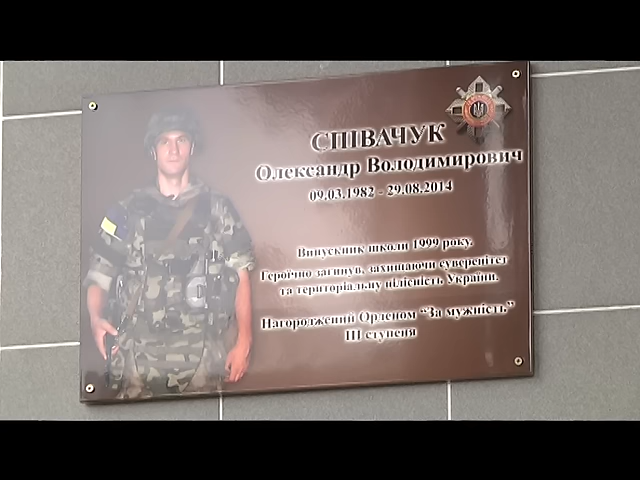 СПІВАЧУК
Олександр Володимирович
09.03.1982 - 29.08.2014
Випускник школи 1999 року.
Героїчно загинув, захищаючи суверенітет
та територіальну цілісність України.
Нагороджений Орденом “За мужність”
ІІІ ступеня